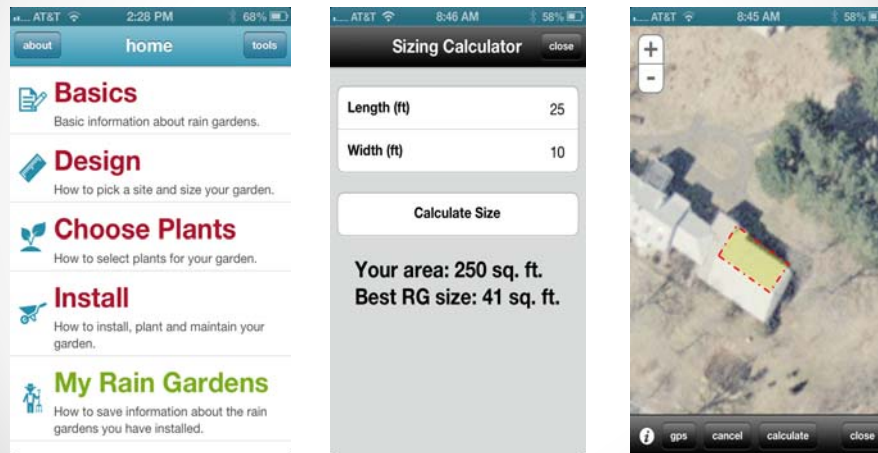 AT&T 2:28 PM 68%
about home tools
Basics
Basic information about rain gardens.
Design
How to pick a site and size your garden.
Choose Plants
How to select plants for your garden.
Install
How to install, plant and maintain your
garden.
My Rain Gardens
How to save information about the rain
gardens you have installed.
AT&T 8:46 AM 58%
Sizing Calculator close
Length (ft) 25
Width (ft) 10
Calculate Size
Your area: 250 sq. ft.
Best RG size: 41 sq. ft.
AT&T 8:45 AM 58%
+
-
i gps cancel calculate close